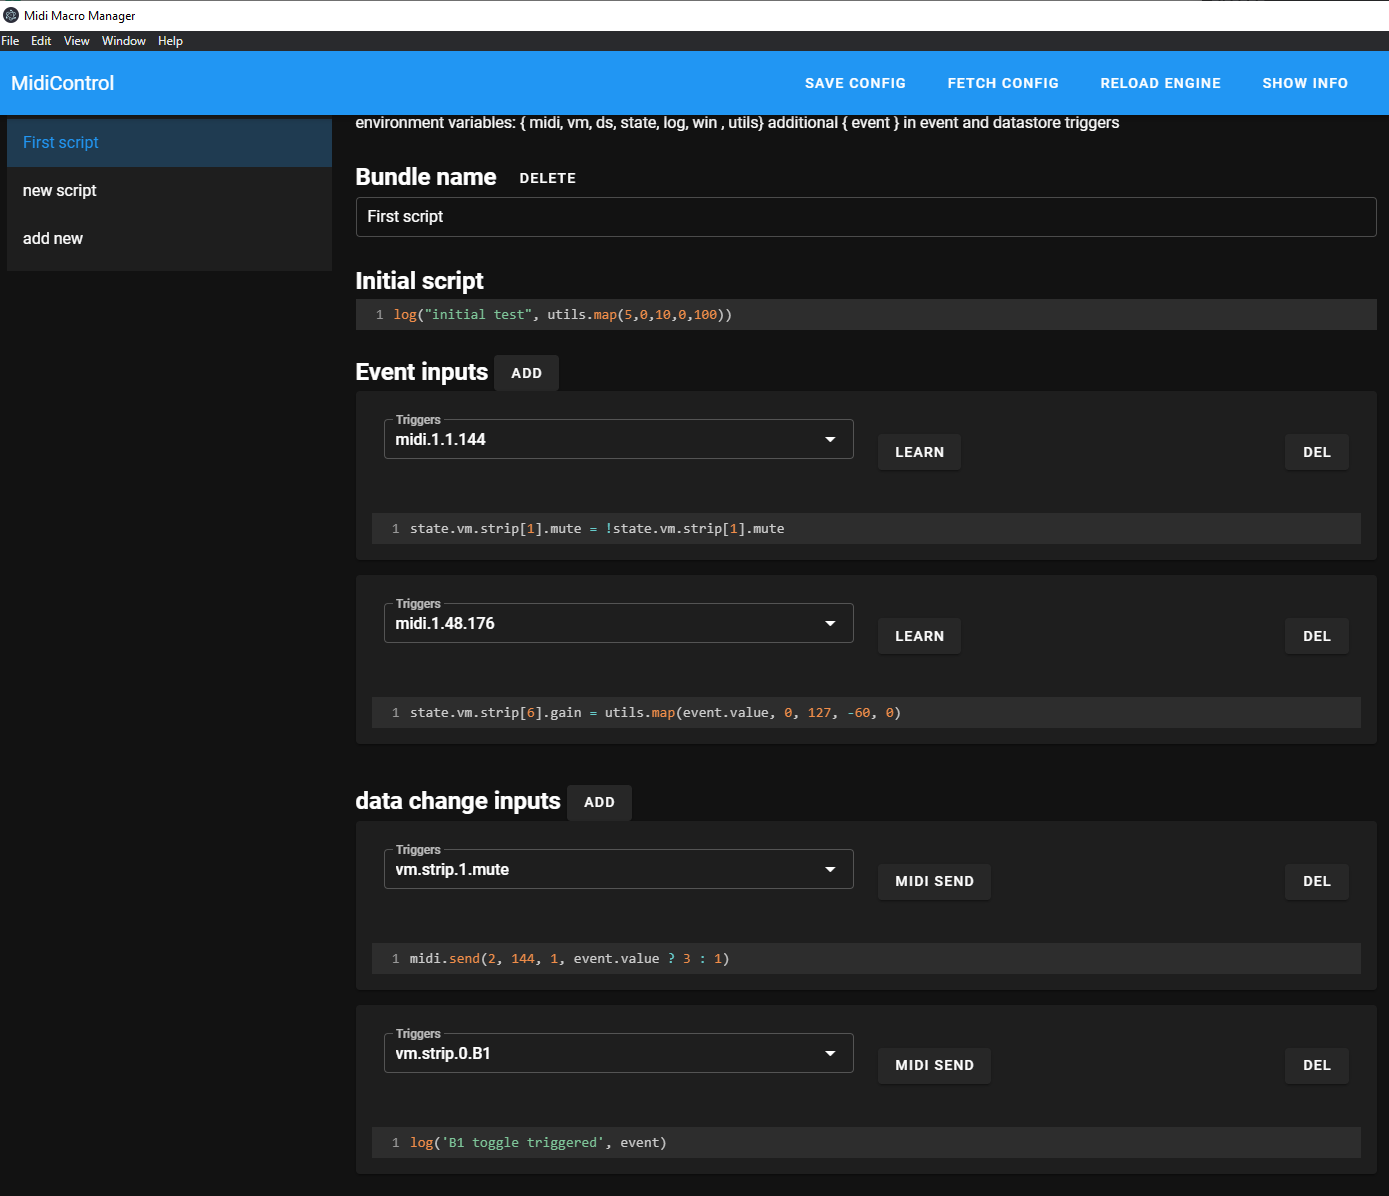 Midi Macro Manager
File Edit View Window Help
MidiControl SAVE CONFIG FETCH CONFIG RELOAD ENGINE SHOW INFO
First script
new script
add new
environment variables: { midi, vm, ds, state, log, win , utils} additional { event } in event and datastore triggers
Bundle name DELETE
First script
Initial script
1 log("initial test", utils.map(5,0,10,0,100))
Event inputs ADD
Triggers
midi.1.1.144 LEARN DEL
1 state.vm.strip[1].mute = !state.vm.strip[1].mute
Triggers
midi.1.48.176 LEARN DEL
1 state.vm.strip[6].gain = utils.map(event.value, 0, 127, -60, 0)
data change inputs ADD
Triggers
vm.strip.1.mute MIDI SEND DEL
1 midi.send(2, 144, 1, event.value ? 3 : 1)
Triggers
vm.strip.0.B1 MIDI SEND DEL
1 log('B1 toggle triggered', event)